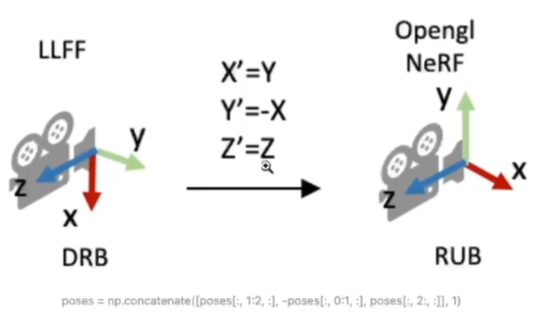 LLFF
Opengl
NeRF
X'=Y
Y'=-X
Z'=Z
y
z
x
y
x
z
DRB
RUB
poses = np.concatenate([poses[:, 1:2, :], -poses[:, 0:1, :], poses[:, 2:, :]], 1)